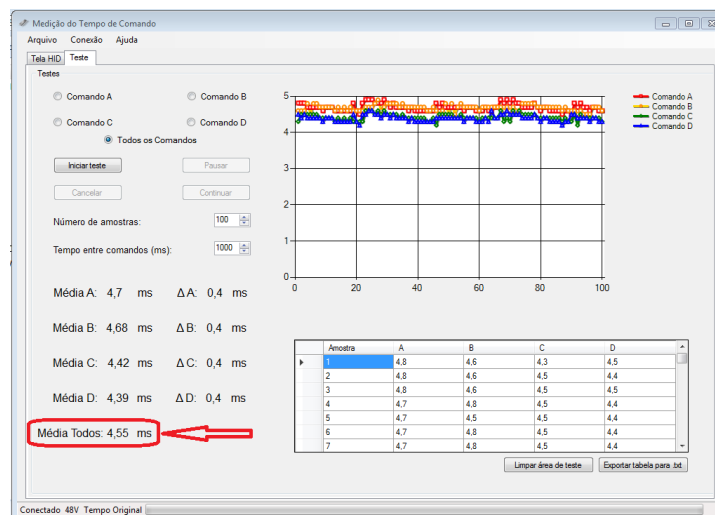 Medição do Tempo de Comando
Arquivo Conexão Ajuda
Tela HID Teste
Testes
Comando A Comando B
Comando C Comando D
Todos os Comandos
Iniciar teste Pausar
Cancelar Continuar
Número de amostras: 100
Tempo entre comandos (ms): 1000
Média A: 4,7 ms Δ A: 0,4 ms
Média B: 4,68 ms Δ B: 0,4 ms
Média C: 4,42 ms Δ C: 0,4 ms
Média D: 4,39 ms Δ D: 0,4 ms
Média Todos: 4,55 ms
5
4
3
2
1
0
0 20 40 60 80 100
Comando A
Comando B
Comando C
Comando D
Amostra A B C D
1 4,8 4,6 4,3 4,5
2 4,8 4,6 4,5 4,4
3 4,8 4,6 4,5 4,4
4 4,7 4,8 4,5 4,4
5 4,7 4,5 4,5 4,4
6 4,7 4,8 4,5 4,4
7 4,7 4,8 4,5 4,4
Limpar área de teste Exportar tabela para .txt
Conectado 48V Tempo Original